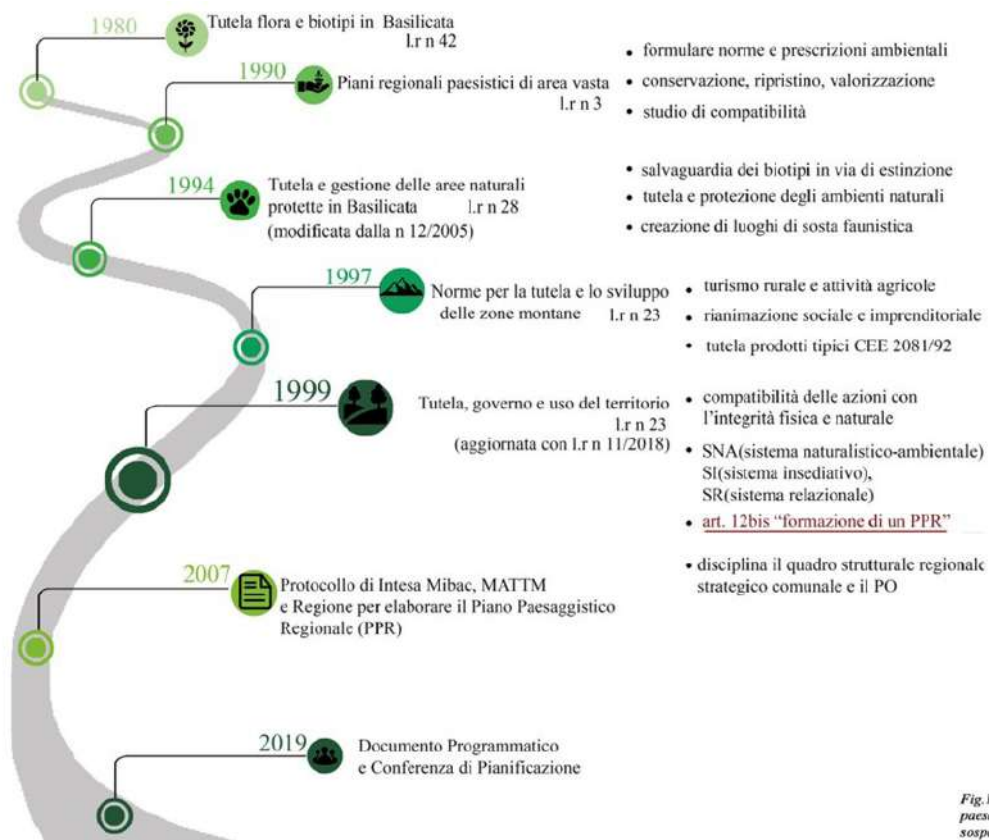 1980
Tutela flora e biotipi in Basilicata
l.r n 42
1990
Piani regionali paesistici di area vasta
l.r n 3
• formulare norme e prescrizioni ambientali
• conservazione, ripristino, valorizzazione
• studio di compatibilità
1994
Tutela e gestione delle aree naturali
protette in Basilicata l.r n 28
(modificata dalla n 12/2005)
• salvaguardia dei biotipi in via di estinzione
• tutela e protezione degli ambienti naturali
• creazione di luoghi di sosta faunistica
1997
Norme per la tutela e lo sviluppo
delle zone montane l.r n 23
• turismo rurale e attività agricole
• rianimazione sociale e imprenditoriale
• tutela prodotti tipici CEE 2081/92
1999
Tutela, governo e uso del territorio
l.r n 23
(aggiornata con l.r n 11/2018)
• compatibilità delle azioni con
l'integrità fisica e naturale
• SNA(sistema naturalistico-ambientale)
SI(sistema insediativo),
SR(sistema relazionale)
• art. 12bis “formazione di un PPR”
• disciplina il quadro strutturale regionale
strategico comunale e il PO
2007
Protocollo di Intesa Mibac, MATTM
e Regione per elaborare il Piano Paesaggistico
Regionale (PPR)
2019
Documento Programmatico
e Conferenza di Pianificazione